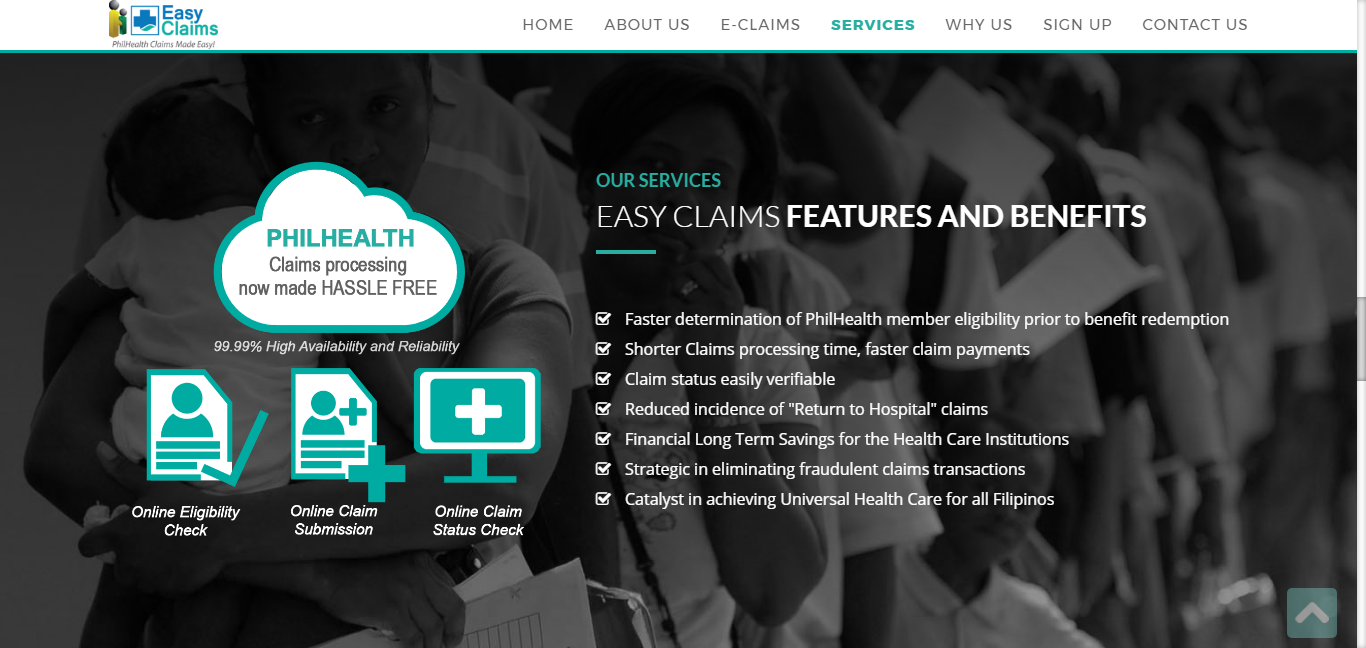 Easy
Claims
PhilHealth Claims Made Easy!
HOME ABOUT US E-CLAIMS SERVICES WHY US SIGN UP CONTACT US
PHILHEALTH
Claims processing
now made HASSLE FREE
99.99% High Availability and Reliability
Online Eligibility
Check
Online Claim
Submission
Online Claim
Status Check
OUR SERVICES
EASY CLAIMS FEATURES AND BENEFITS
Faster determination of PhilHealth member eligibility prior to benefit redemption
Shorter Claims processing time, faster claim payments
Claim status easily verifiable
Reduced incidence of "Return to Hospital" claims
Financial Long Term Savings for the Health Care Institutions
Strategic in eliminating fraudulent claims transactions
Catalyst in achieving Universal Health Care for all Filipinos